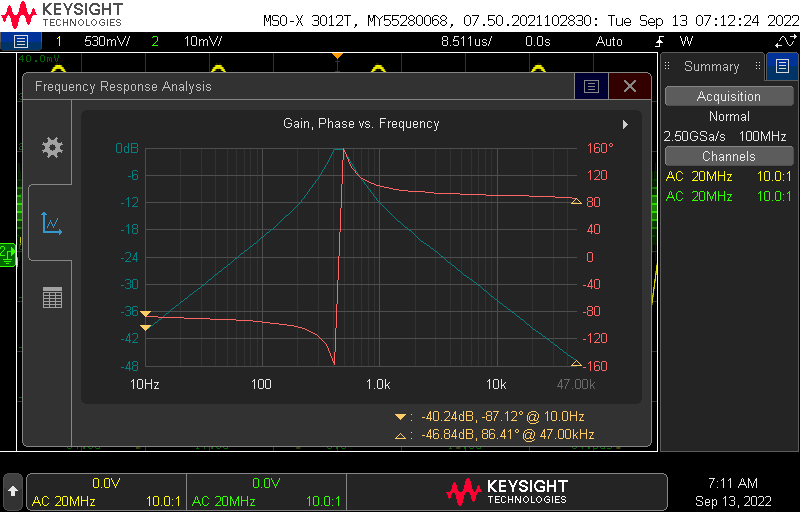 KEYSIGHT
TECHNOLOGIES
MSO-X 3012T, MY55280068, 07.50.2021102830: Tue Sep 13 07:12:24 2022
1 530mV/ 2 10mV/ 8.511us/ 0.0s Auto W
40.0mV
Summary
Frequency Response Analysis
Acquisition
Normal
2.50GSa/s 100MHz
Channels
AC 20MHz 10.0:1
AC 20MHz 10.0:1
Gain, Phase vs. Frequency
0dB 160°
-6 120
-12 80
-18 40
-24 0
-30 -40
-36 -80
-42 -120
-48 -160
10Hz 100 1.0k 10k 47.00k
2
: -40.24dB, -87.12° @ 10.0Hz
: -46.84dB, 86.41° @ 47.00kHz
0.0V 0.0V
AC 20MHz 10.0:1 AC 20MHz 10.0:1
KEYSIGHT
TECHNOLOGIES
7:11 AM
Sep 13, 2022